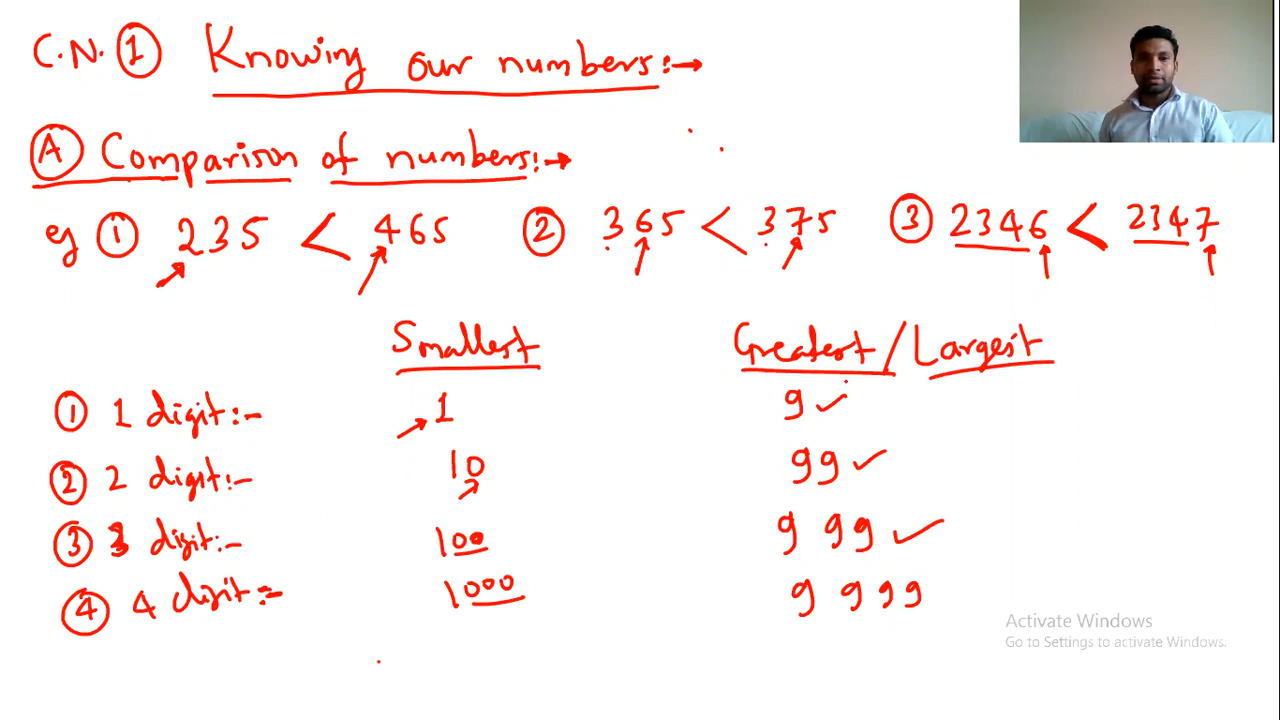 C.N. ① Knowing our numbers:→
Ⓐ Comparison of numbers:→
eg ① 235 < 465 ② 365 < 375 ③ 2346 < 2347
Smallest Greatest / Largest
① 1 digit:- 1 9 ✓
② 2 digit:- 10 99 ✓
③ 3 digit:- 100 999 ✓
④ 4 digit:- 1000 9999
Activate Windows
Go to Settings to activate Windows.